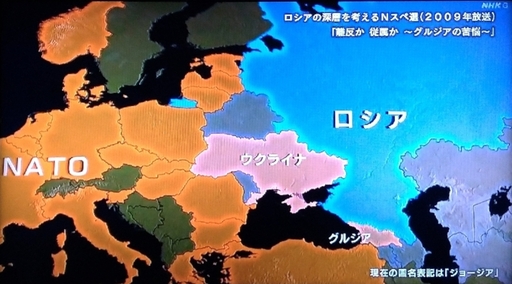 NHK G
ロシアの深層を考えるNスペ選(2009年放送)
「離反か 従属か ～グルジアの苦悩～」
ロシア
NATO
ウクライナ
グルジア
現在の国名表記は「ジョージア」